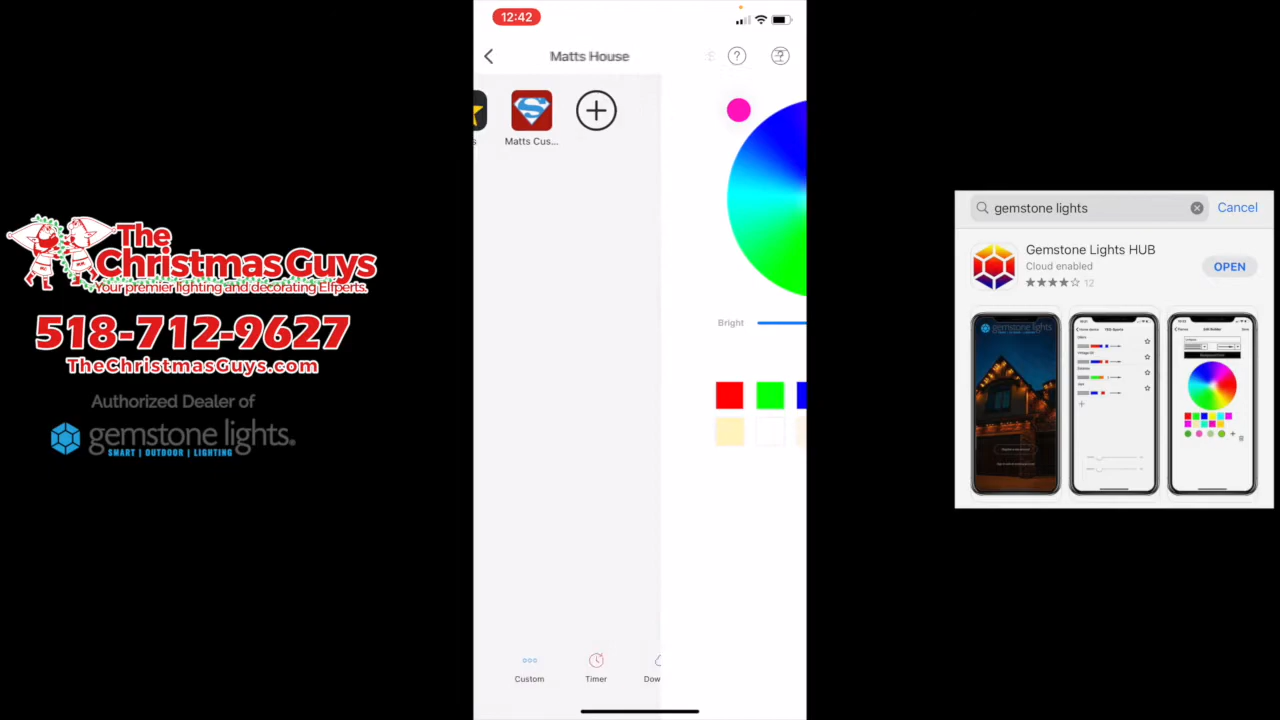 The
Christmas Guys
Your premier lighting and decorating Elfperts.
518-712-9627
TheChristmasGuys.com
Authorized Dealer of
gemstone lights®
SMART | OUTDOOR | LIGHTING
12:42
Matts House
?
Matts Cus...
Bright
Custom
Timer
Dow
gemstone lights
Cancel
Gemstone Lights HUB
Cloud enabled
12
OPEN
gemstone lights